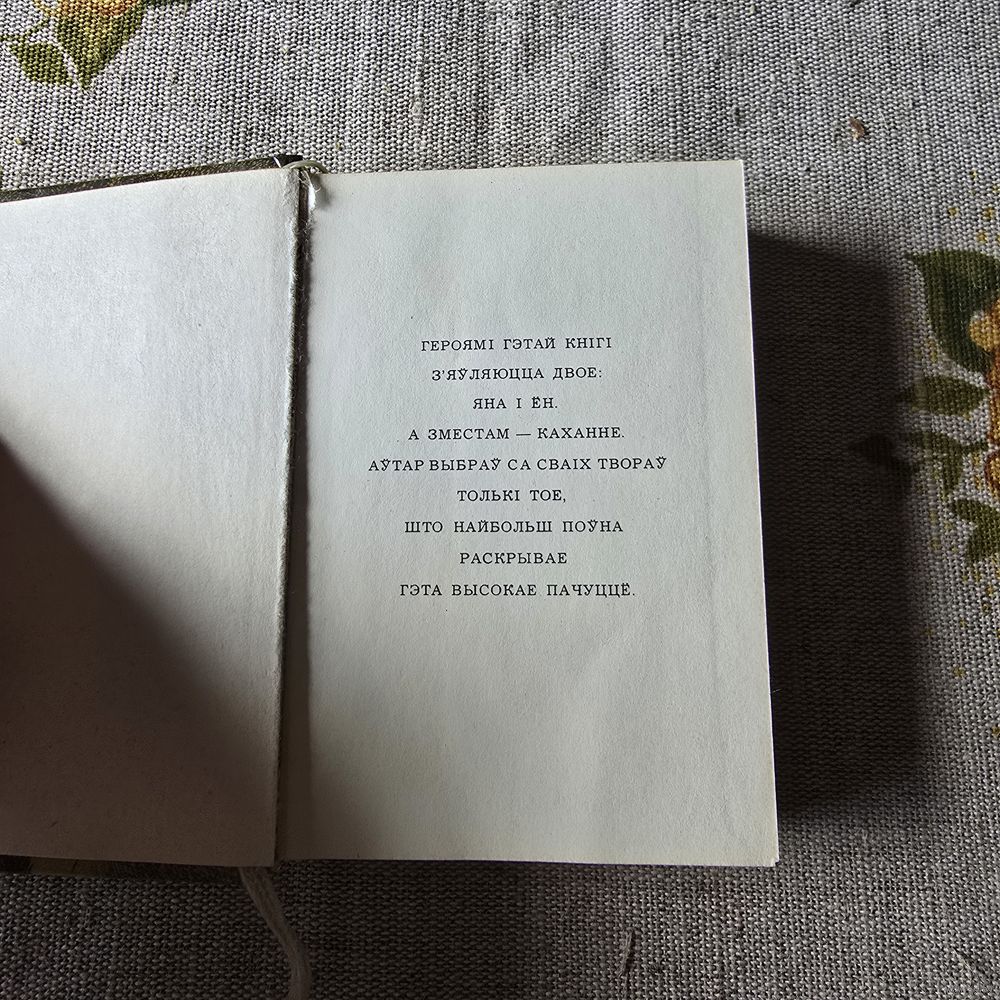 ГЕРОЯМІ ГЭТАЙ КНІГІ
З'ЯЎЛЯЮЦЦА ДВОЕ:
ЯНА І ЁН.
А ЗМЕСТАМ — КАХАННЕ.
АЎТАР ВЫБРАЎ СА СВАІХ ТВОРАЎ
ТОЛЬКІ ТОЕ,
ШТО НАЙБОЛЬШ ПОЎНА
РАСКРЫВАЕ
ГЭТА ВЫСОКАЕ ПАЧУЦЦЁ.